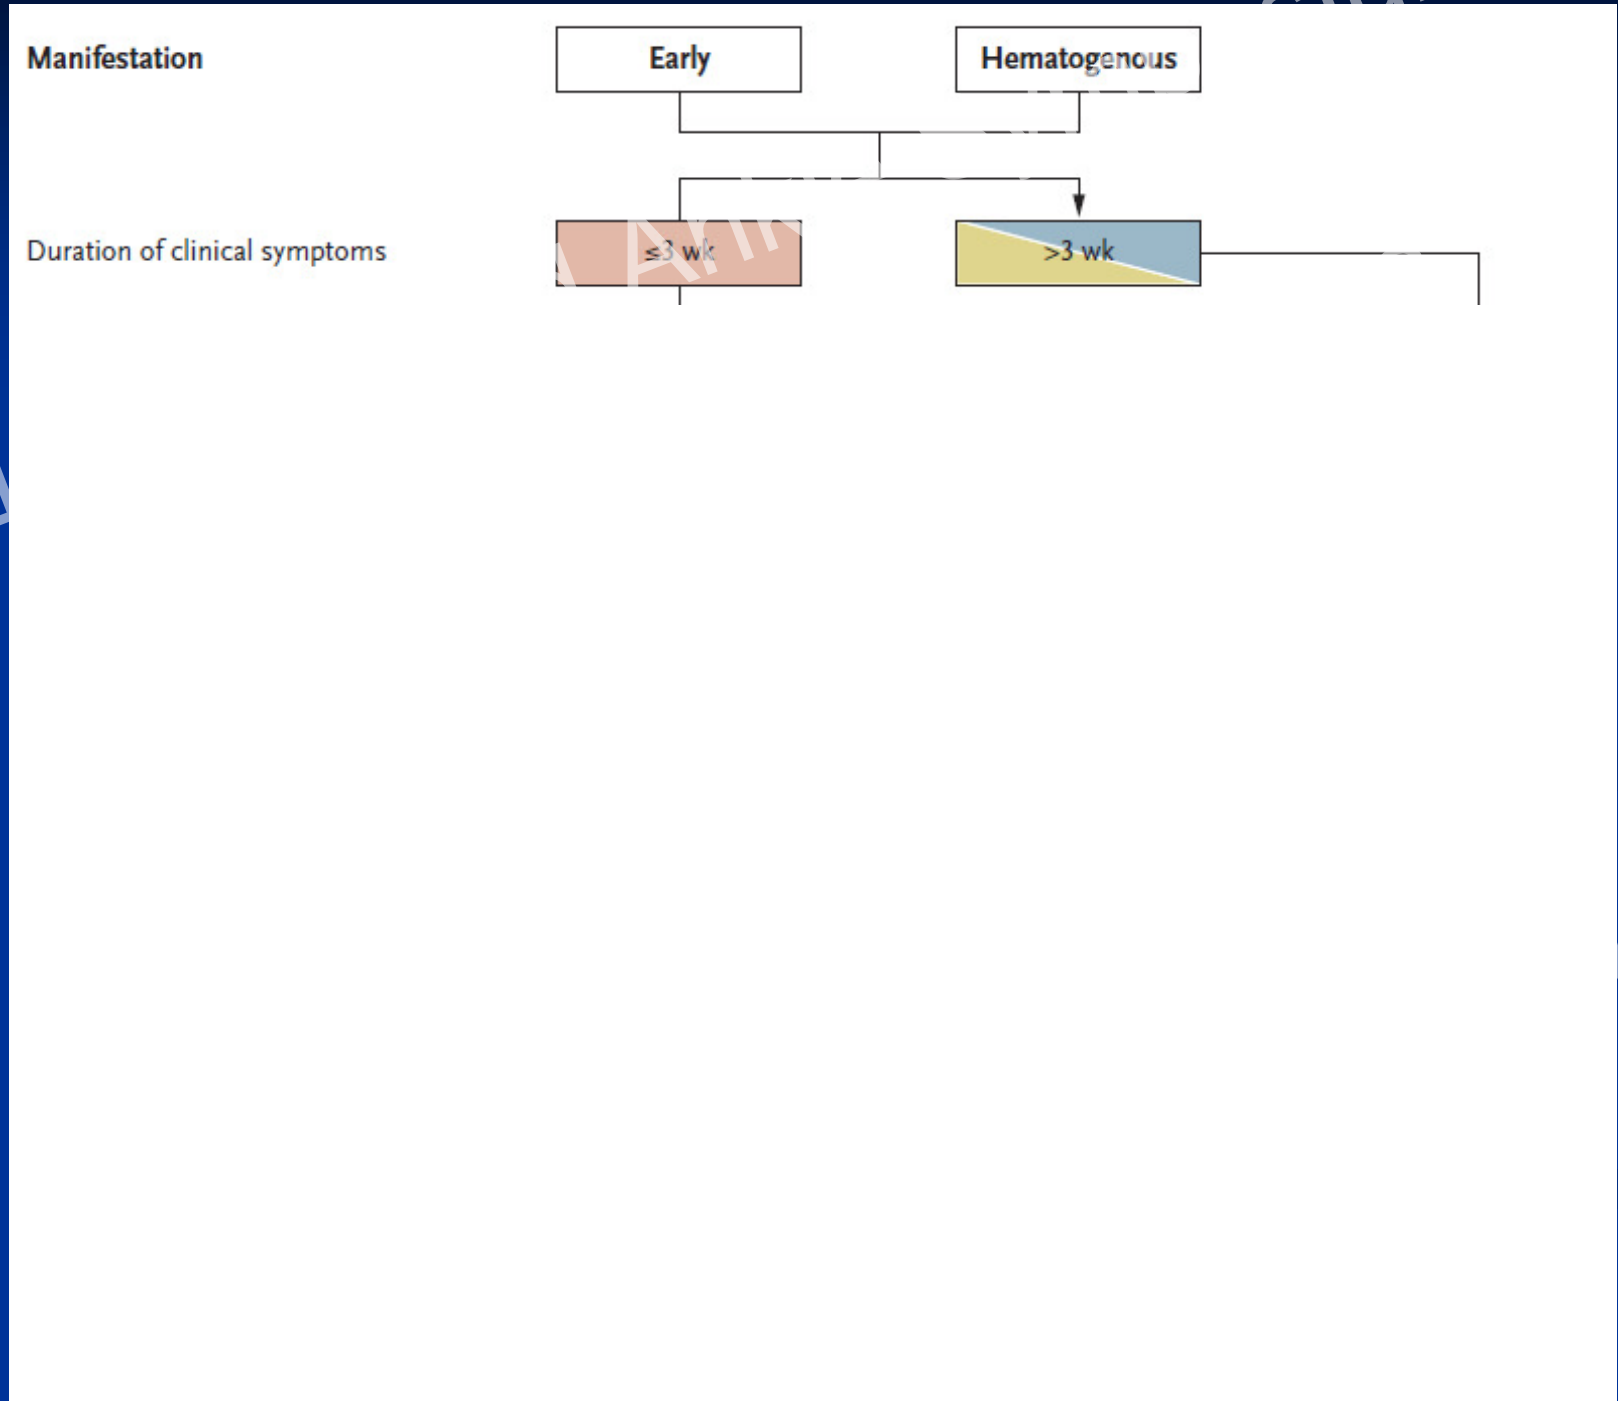 Manifestation Early Hematogenous
Duration of clinical symptoms ≤3 wk >3 wk